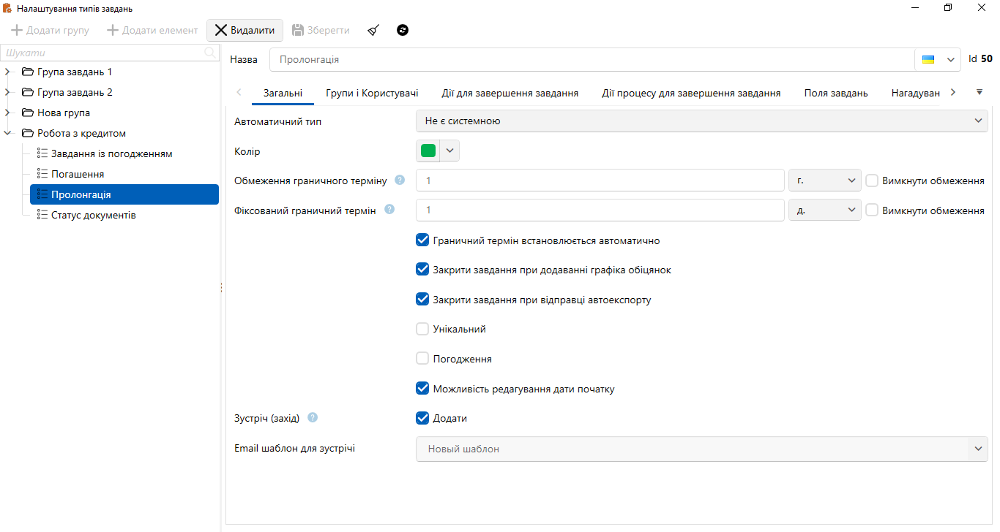 Налаштування типів завдань
Додати групу Додати елемент Видалити Зберегти
Шукати
Група завдань 1
Група завдань 2
Нова група
Робота з кредитом
Завдання із погодженням
Погашення
Пролонгація
Статус документів
Назва Пролонгація Id 50
Загальні Групи і Користувачі Дії для завершення завдання Дії процесу для завершення завдання Поля завдань Нагадуван
Автоматичний тип Не є системною
Колір
Обмеження граничного терміну ? 1 г. Вимкнути обмеження
Фіксований граничний термін ? 1 д. Вимкнути обмеження
Граничний термін встановлюється автоматично
Закрити завдання при додаванні графіка обіцянок
Закрити завдання при відправці автоекспорту
Унікальний
Погодження
Можливість редагування дати початку
Зустріч (захід) ? Додати
Email шаблон для зустрічі Новый шаблон